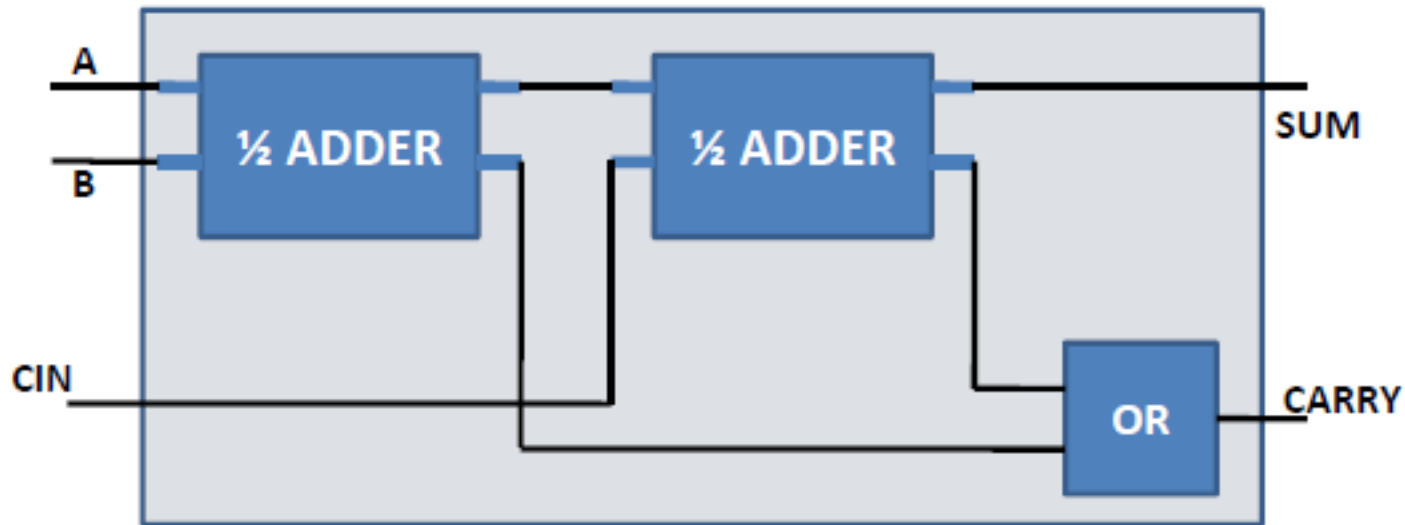 A
½ ADDER
½ ADDER
SUM
B
CIN
CARRY
OR